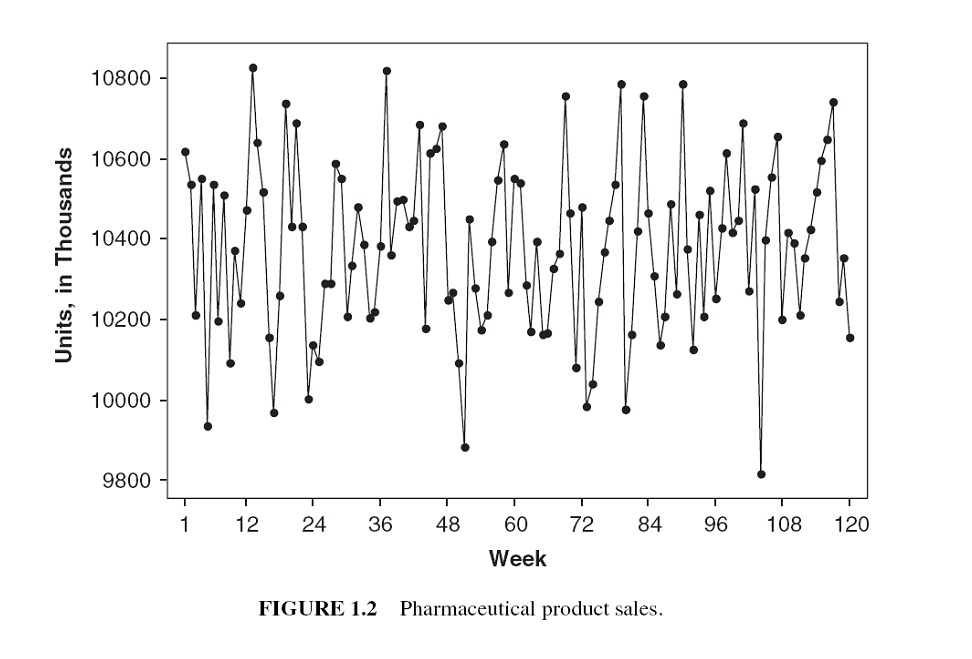 10800
10600
10400
10200
10000
9800
Units, in Thousands
1 12 24 36 48 60 72 84 96 108 120
Week
FIGURE 1.2 Pharmaceutical product sales.